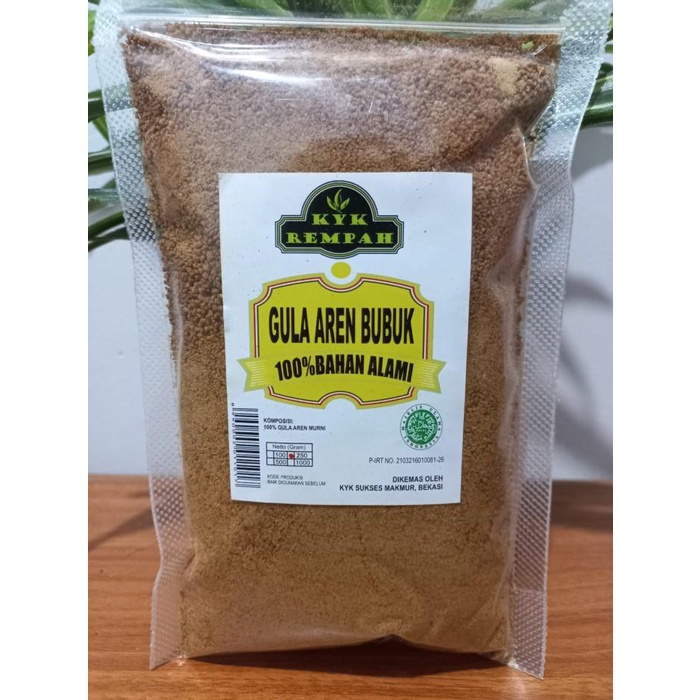 KYK
REMPAH
GULA AREN BUBUK
100%BAHAN ALAMI
KOMPOSISI:
100% GULA AREN MURNI
Netto (Gram)
100 250
500 1000
KODE PRODUKSI
BAIK DIGUNAKAN SEBELUM
P-IRT NO: 2103216010081-26
DIKEMAS OLEH
KYK SUKSES MAKMUR, BEKASI